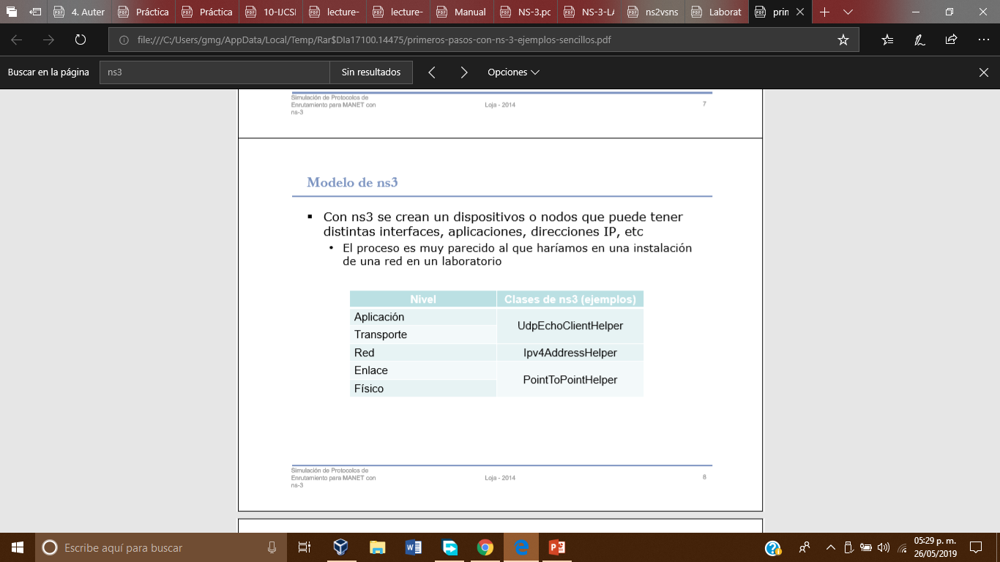 4. Auter
Práctica
Práctica
10-IJCSI
lecture-
lecture-
Manual
NS-3.pc
NS-3-LA
ns2vsns
Laborat
prin
file:///C:/Users/gmg/AppData/Local/Temp/Rar$DIa17100.14475/primeros-pasos-con-ns-3-ejemplos-sencillos.pdf
Buscar en la página
ns3
Sin resultados
Opciones
Simulación de Protocolos de
Enrutamiento para MANET con
ns-3
Loja - 2014
7
Modelo de ns3
Con ns3 se crean un dispositivos o nodos que puede tener
distintas interfaces, aplicaciones, direcciones IP, etc
El proceso es muy parecido al que haríamos en una instalación
de una red en un laboratorio
Nivel
Clases de ns3 (ejemplos)
Aplicación
UdpEchoClientHelper
Transporte
Red
Ipv4AddressHelper
Enlace
PointToPointHelper
Físico
Simulación de Protocolos de
Enrutamiento para MANET con
ns-3
Loja - 2014
8
Escribe aquí para buscar
05:29 p. m.
26/05/2019